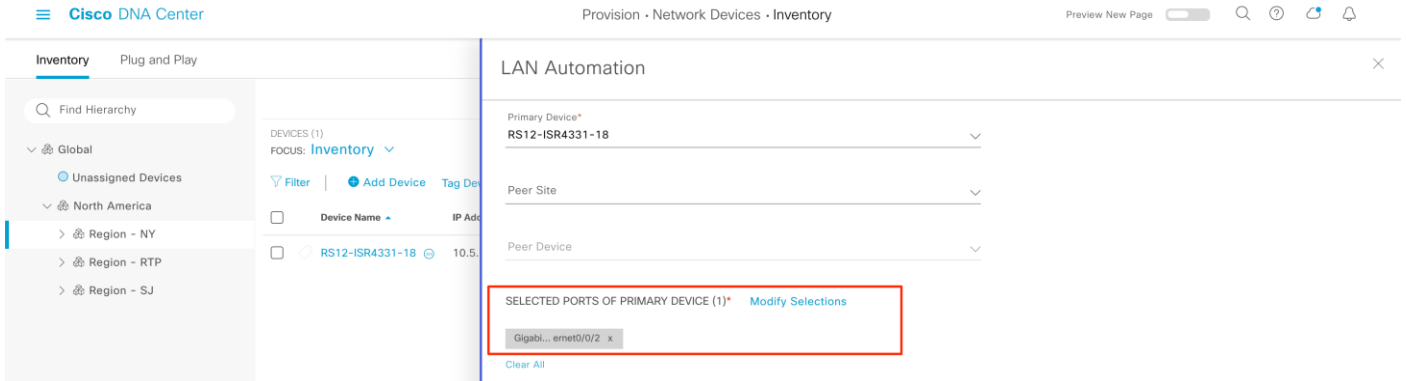 Cisco DNA Center
Provision · Network Devices · Inventory
Preview New Page
Inventory
Plug and Play
Find Hierarchy
Global
Unassigned Devices
North America
Region - NY
Region - RTP
Region - SJ
DEVICES (1)
FOCUS: Inventory
Filter
Add Device
Tag Dev
Device Name
IP Add
RS12-ISR4331-18
10.5.
LAN Automation
Primary Device*
RS12-ISR4331-18
Peer Site
Peer Device
SELECTED PORTS OF PRIMARY DEVICE (1)* Modify Selections
Gigabi... ernet0/0/2 x
Clear All